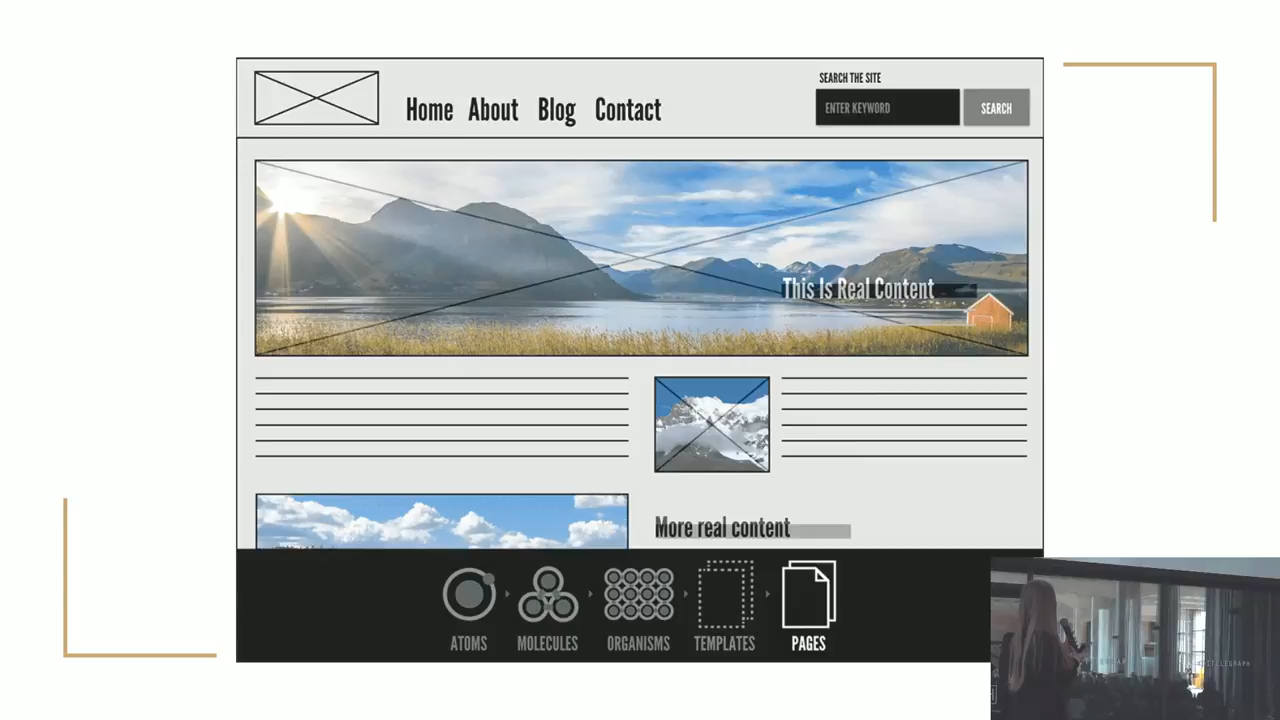 Home About Blog Contact
SEARCH THE SITE
ENTER KEYWORD
SEARCH
This Is Real Content
More real content
ATOMS
MOLECULES
ORGANISMS
TEMPLATES
PAGES